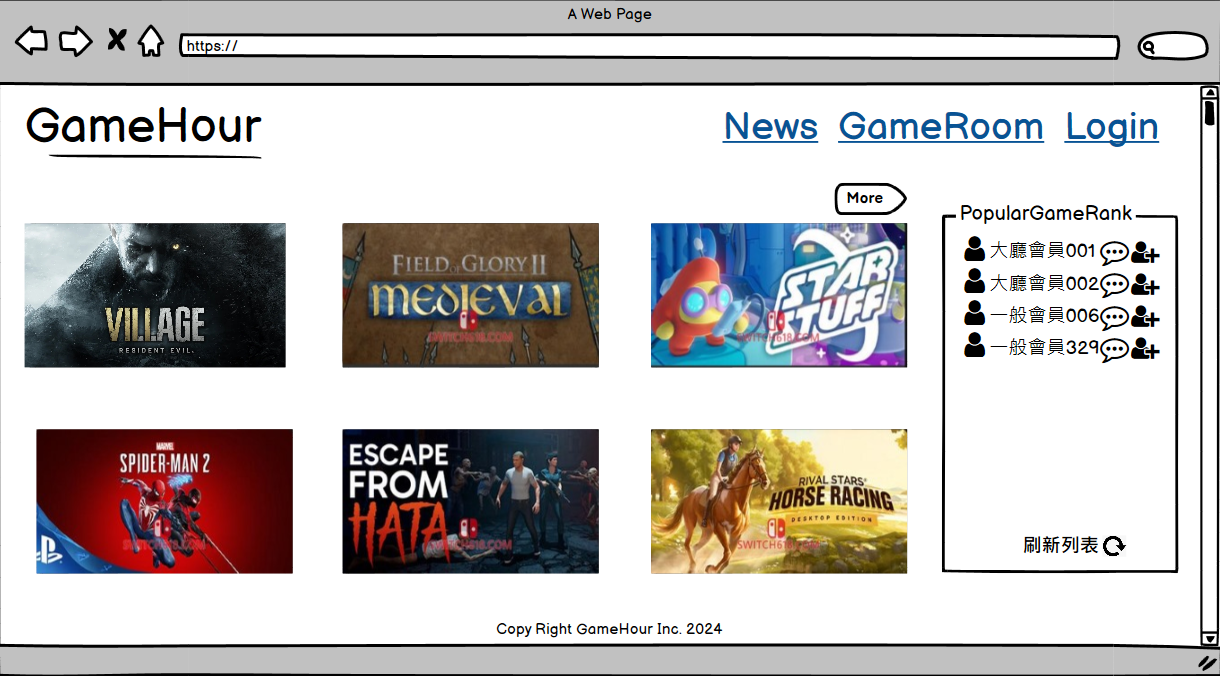 A Web Page
https://
GameHour
News GameRoom Login
More
PopularGameRank
大廳會員001
大廳會員002
一般會員006
一般會員329
刷新列表
VILLAGE
RESIDENT EVIL.
FIELD OF GLORY II
MEDIEVAL
SWITCH618.COM
STAR
STUFF
SWITCH618.COM
MARVEL
SPIDER-MAN 2
SWITCH618.COM
ESCAPE
FROM
HATA
SWITCH618.COM
RIVAL STARS®
HORSE RACING
DESKTOP EDITION
SWITCH618.COM
Copy Right GameHour Inc. 2024